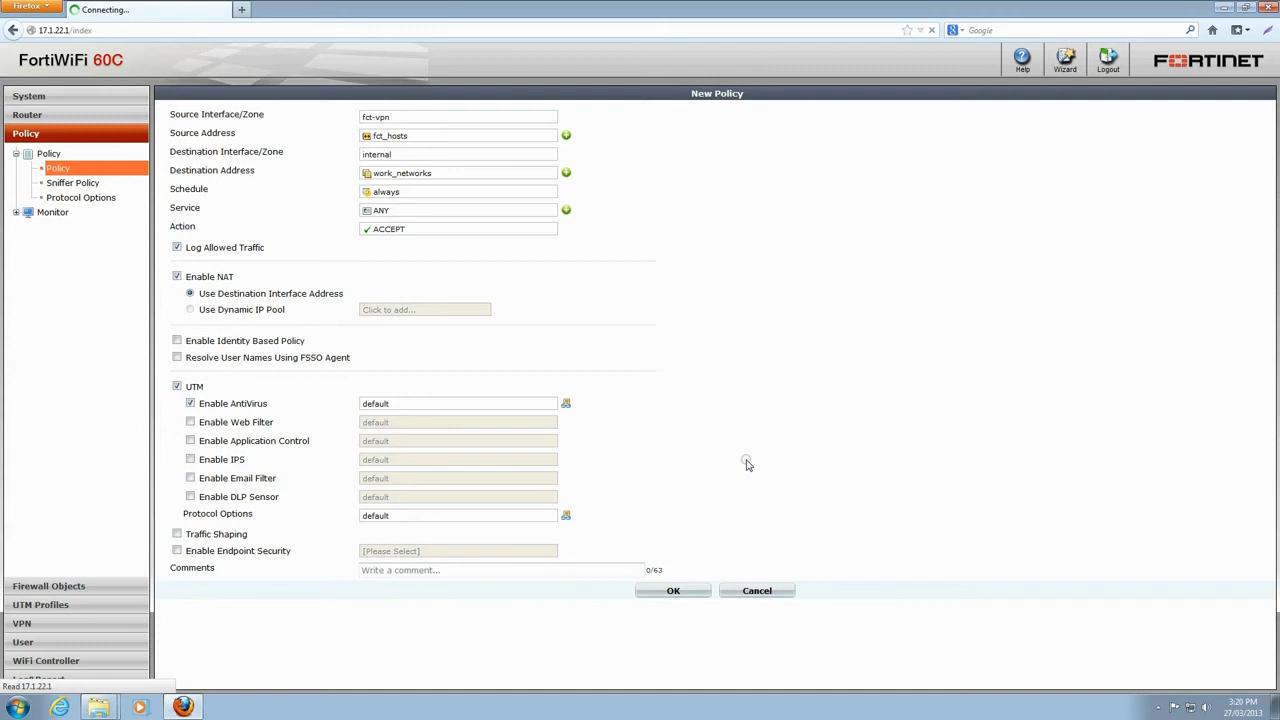 Firefox
Connecting...
17.1.22.1/index
Google
FortiWiFi 60C
Help
Wizard
Logout
FORTINET
System
Router
Policy
Policy
Policy
Sniffer Policy
Protocol Options
Monitor
New Policy
Source Interface/Zone
fct-vpn
Source Address
fct_hosts
Destination Interface/Zone
internal
Destination Address
work_networks
Schedule
always
Service
ANY
Action
ACCEPT
Log Allowed Traffic
Enable NAT
Use Destination Interface Address
Use Dynamic IP Pool
Click to add...
Enable Identity Based Policy
Resolve User Names Using FSSO Agent
UTM
Enable AntiVirus
default
Enable Web Filter
default
Enable Application Control
default
Enable IPS
default
Enable Email Filter
default
Enable DLP Sensor
default
Protocol Options
default
Traffic Shaping
Enable Endpoint Security
[Please Select]
Comments
Write a comment...
0/63
OK
Cancel
Firewall Objects
UTM Profiles
VPN
User
WiFi Controller
Read 17.1.22.1
3:20 PM
27/03/2013